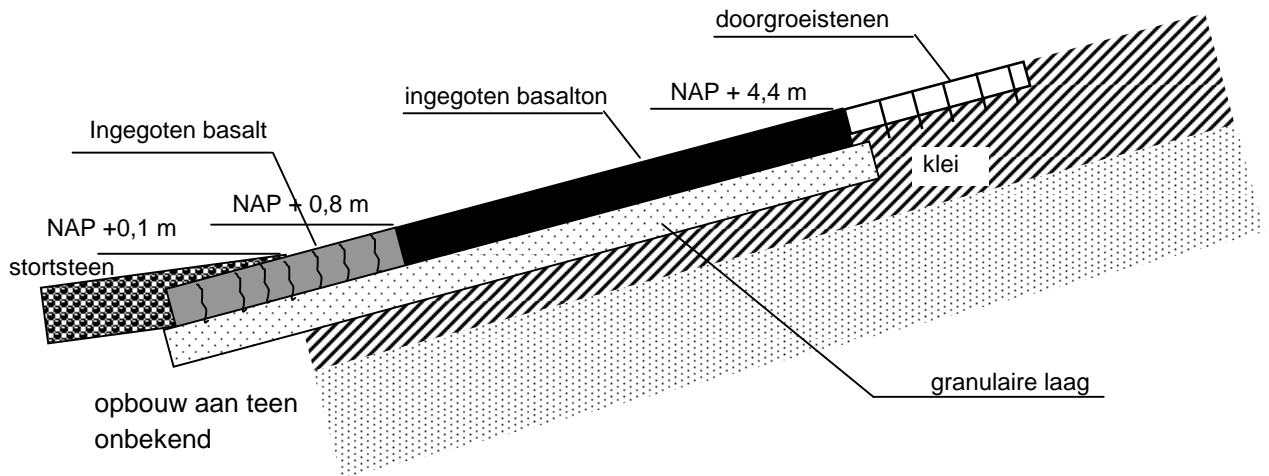 doorgroeistenen
NAP + 4,4 m
ingegoten basalton
Ingegoten basalt
klei
NAP + 0,8 m
NAP +0,1 m
stortsteen
granulaire laag
opbouw aan teen
onbekend